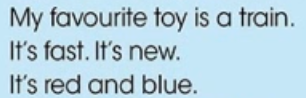 My favourite toy is a train.
It's fast. It's new.
It's red and blue.